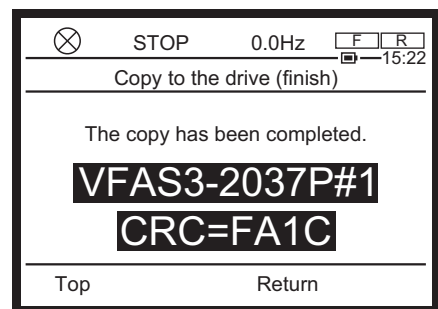 STOP 0.0Hz F R
15:22
Copy to the drive (finish)
The copy has been completed.
VFAS3-2037P#1
CRC=FA1C
Top Return